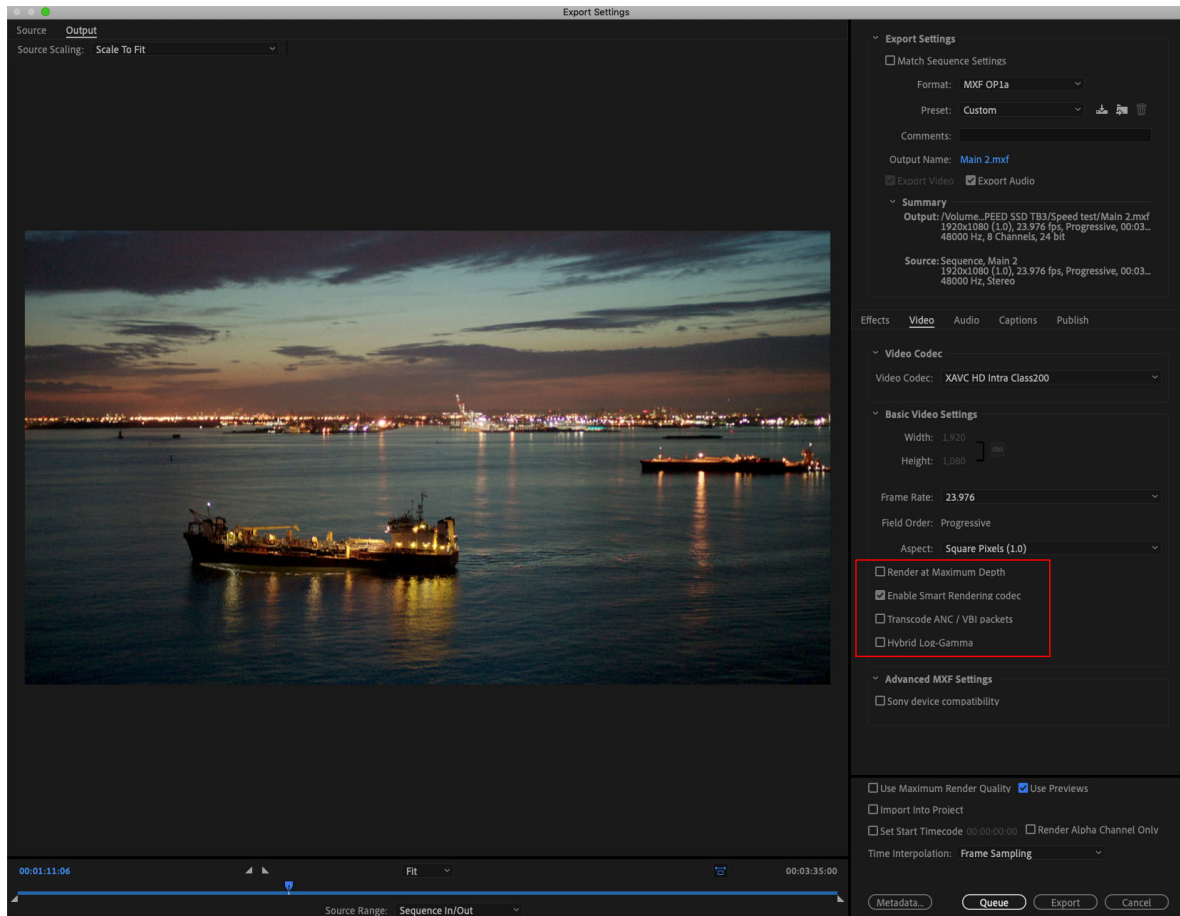 Export Settings
Source Output
Source Scaling: Scale To Fit
Export Settings
Match Sequence Settings
Format: MXF OP1a
Preset: Custom
Comments:
Output Name: Main 2.mxf
Export Video Export Audio
Summary
Output: /Volume...PEED SSD TB3/Speed test/Main 2.mxf
1920x1080 (1.0), 23.976 fps, Progressive, 00:03...
48000 Hz, 8 Channels, 24 bit
Source: Sequence, Main 2
1920x1080 (1.0), 23.976 fps, Progressive, 00:03...
48000 Hz, Stereo
Effects Video Audio Captions Publish
Video Codec
Video Codec: XAVC HD Intra Class200
Basic Video Settings
Width: 1,920
Height: 1,080
Frame Rate: 23.976
Field Order: Progressive
Aspect: Square Pixels (1.0)
Render at Maximum Depth
Enable Smart Rendering codec
Transcode ANC / VBI packets
Hybrid Log-Gamma
Advanced MXF Settings
Sony device compatibility
Use Maximum Render Quality Use Previews
Import Into Project
Set Start Timecode 00:00:00:00 Render Alpha Channel Only
Time Interpolation: Frame Sampling
Metadata... Queue Export Cancel
00:01:11:06 Fit 00:03:35:00
Source Range: Sequence In/Out